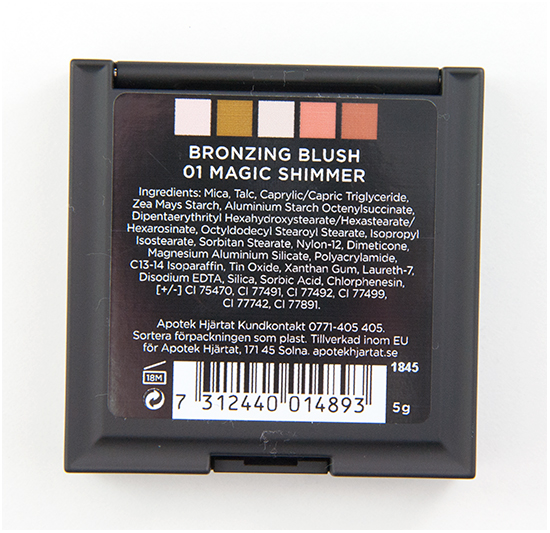 BRONZING BLUSH
01 MAGIC SHIMMER
Ingredients: Mica, Talc, Caprylic/Capric Triglyceride,
Zea Mays Starch, Aluminium Starch Octenylsuccinate,
Dipentaerythrityl Hexahydroxystearate/Hexastearate/
Hexarosinate, Octyldodecyl Stearoyl Stearate, Isopropyl
Isostearate, Sorbitan Stearate, Nylon-12, Dimeticone,
Magnesium Aluminium Silicate, Polyacrylamide,
C13-14 Isoparaffin, Tin Oxide, Xanthan Gum, Laureth-7,
Disodium EDTA, Silica, Sorbic Acid, Chlorphenesin,
[+/-] CI 75470, CI 77491, CI 77492, CI 77499,
CI 77742, CI 77891.
Apotek Hjärtat Kundkontakt 0771-405 405.
Sortera förpackningen som plast. Tillverkad inom EU
för Apotek Hjärtat, 171 45 Solna. apotekhjartat.se
1845
18M
7 312440 014893
5g